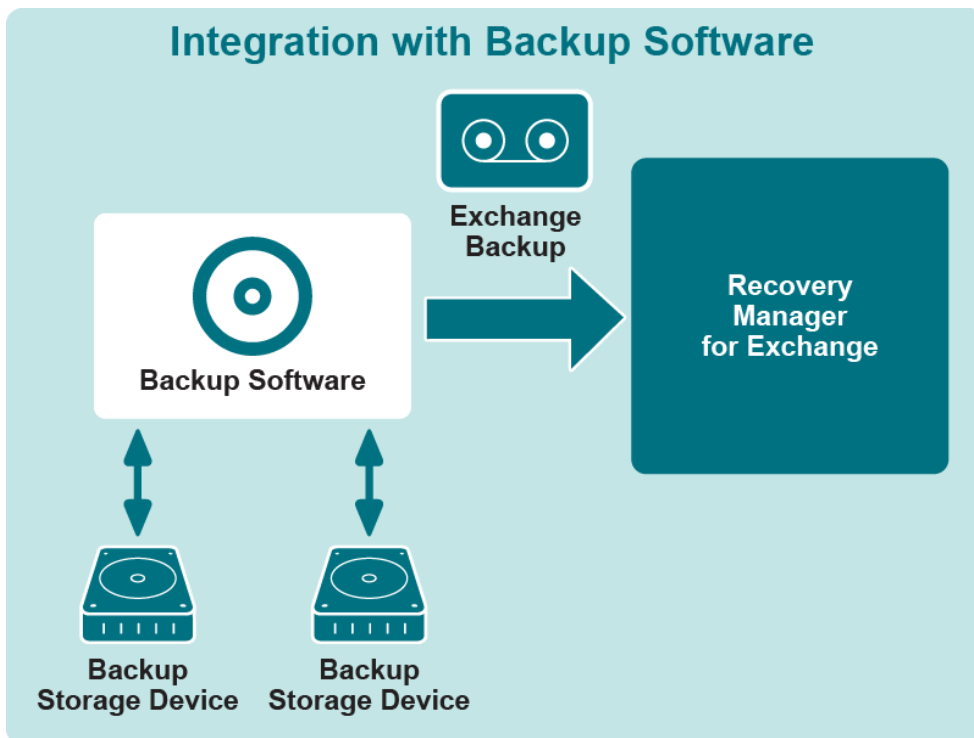 Integration with Backup Software
Exchange
Backup
Backup Software
Recovery
Manager
for Exchange
Backup
Storage Device
Backup
Storage Device